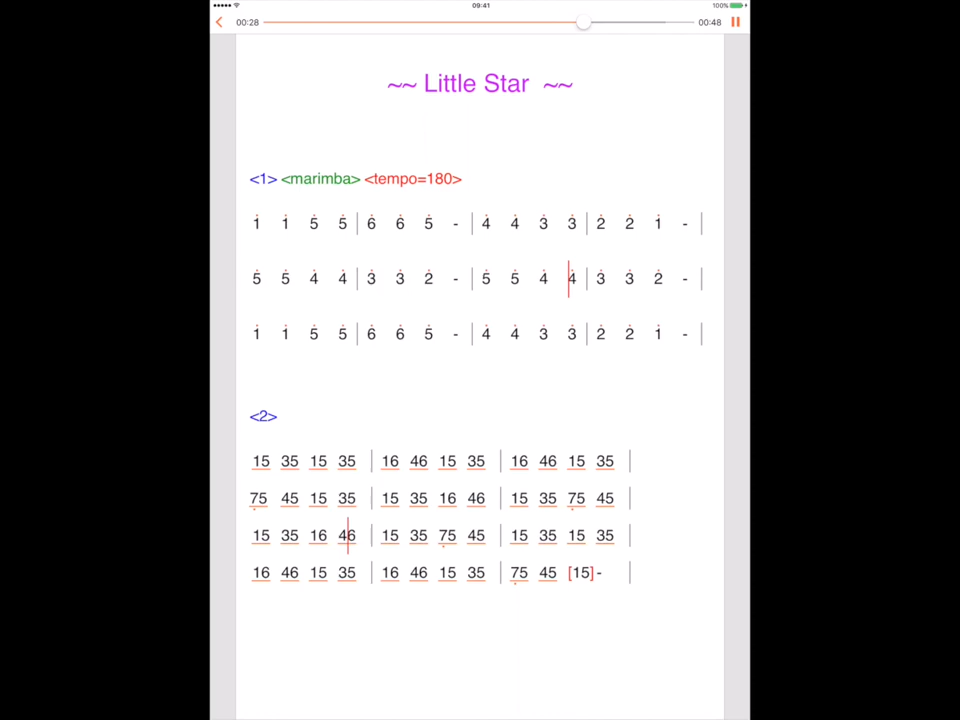 09:41 100%
00:28 00:48
~~ Little Star ~~
<1> <marimba> <tempo=180>
1 1 5 5 | 6 6 5 - | 4 4 3 3 | 2 2 1 - |
5 5 4 4 | 3 3 2 - | 5 5 4 4 | 3 3 2 - |
1 1 5 5 | 6 6 5 - | 4 4 3 3 | 2 2 1 - |
<2>
15 35 15 35 | 16 46 15 35 | 16 46 15 35 |
75 45 15 35 | 15 35 16 46 | 15 35 75 45 |
15 35 16 46 | 15 35 75 45 | 15 35 15 35 |
16 46 15 35 | 16 46 15 35 | 75 45 [15]- |